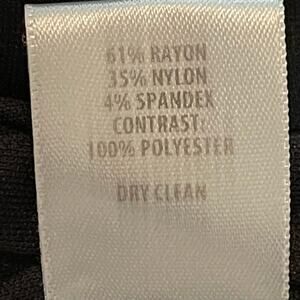 61% RAYON
35% NYLON
4% SPANDEX
CONTRAST:
100% POLYESTER
DRY CLEAN